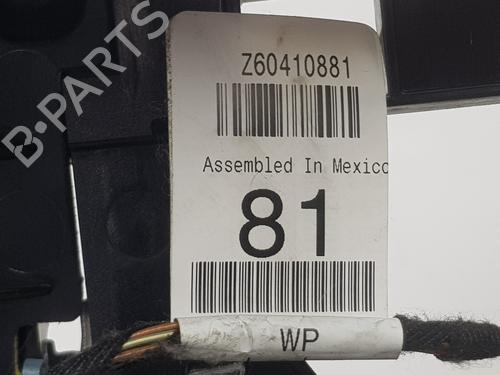 B-PARTS
Z60410881
Assembled In Mexico
81
WP